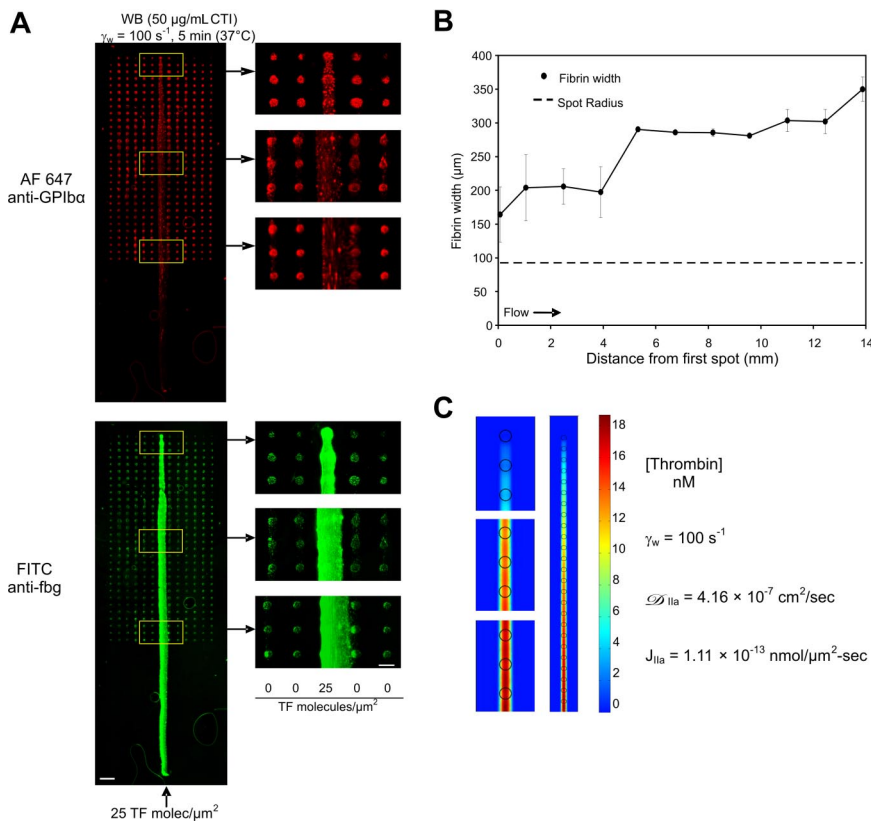 A
WB (50 µg/mL CTI)
γw = 100 s⁻¹, 5 min (37°C)
AF 647
anti-GPIbα
FITC
anti-fbg
0 0 25 0 0
TF molecules/µm²
25 TF molec/µm²
B
400
350
300
250
200
150
100
50
0
Fibrin width (µm)
Fibrin width
Spot Radius
Flow
0 2 4 6 8 10 12 14
Distance from first spot (mm)
C
18
16
14
12
10
8
6
4
2
0
[Thrombin]
nM
γw = 100 s⁻¹
𝒟 IIa = 4.16 × 10⁻⁷ cm²/sec
JIIa = 1.11 × 10⁻¹³ nmol/µm²-sec